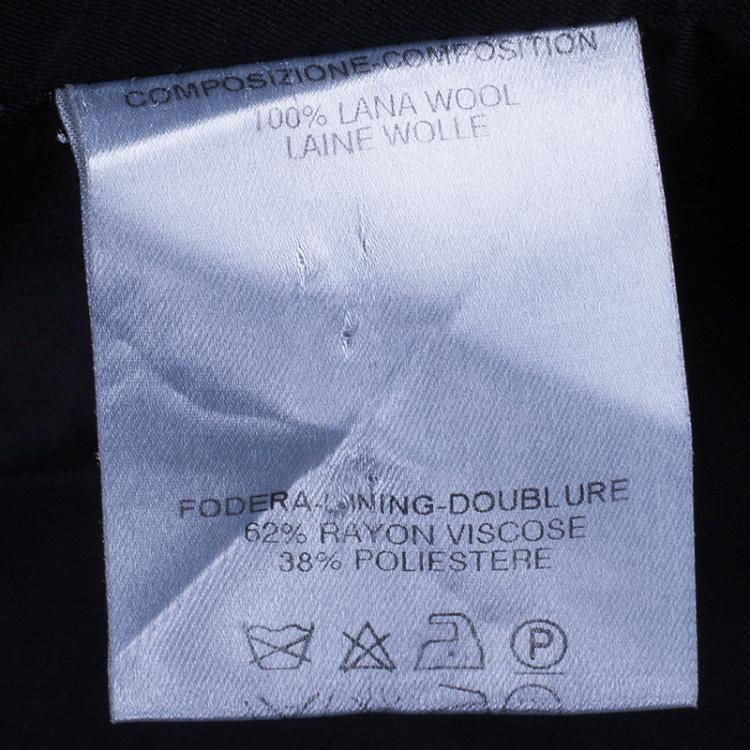 COMPOSIZIONE-COMPOSITION
100% LANA WOOL
LAINE WOLLE
FODERA-LINING-DOUBLURE
62% RAYON VISCOSE
38% POLIESTERE
P